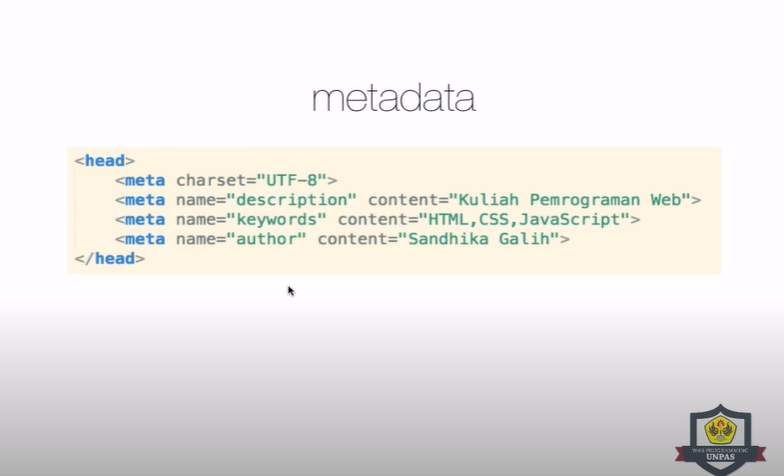 metadata
<head>
<meta charset="UTF-8">
<meta name="description" content="Kuliah Pemrograman Web">
<meta name="keywords" content="HTML,CSS,JavaScript">
<meta name="author" content="Sandhika Galih">
</head>
WEB PROGRAMMING
UNPAS